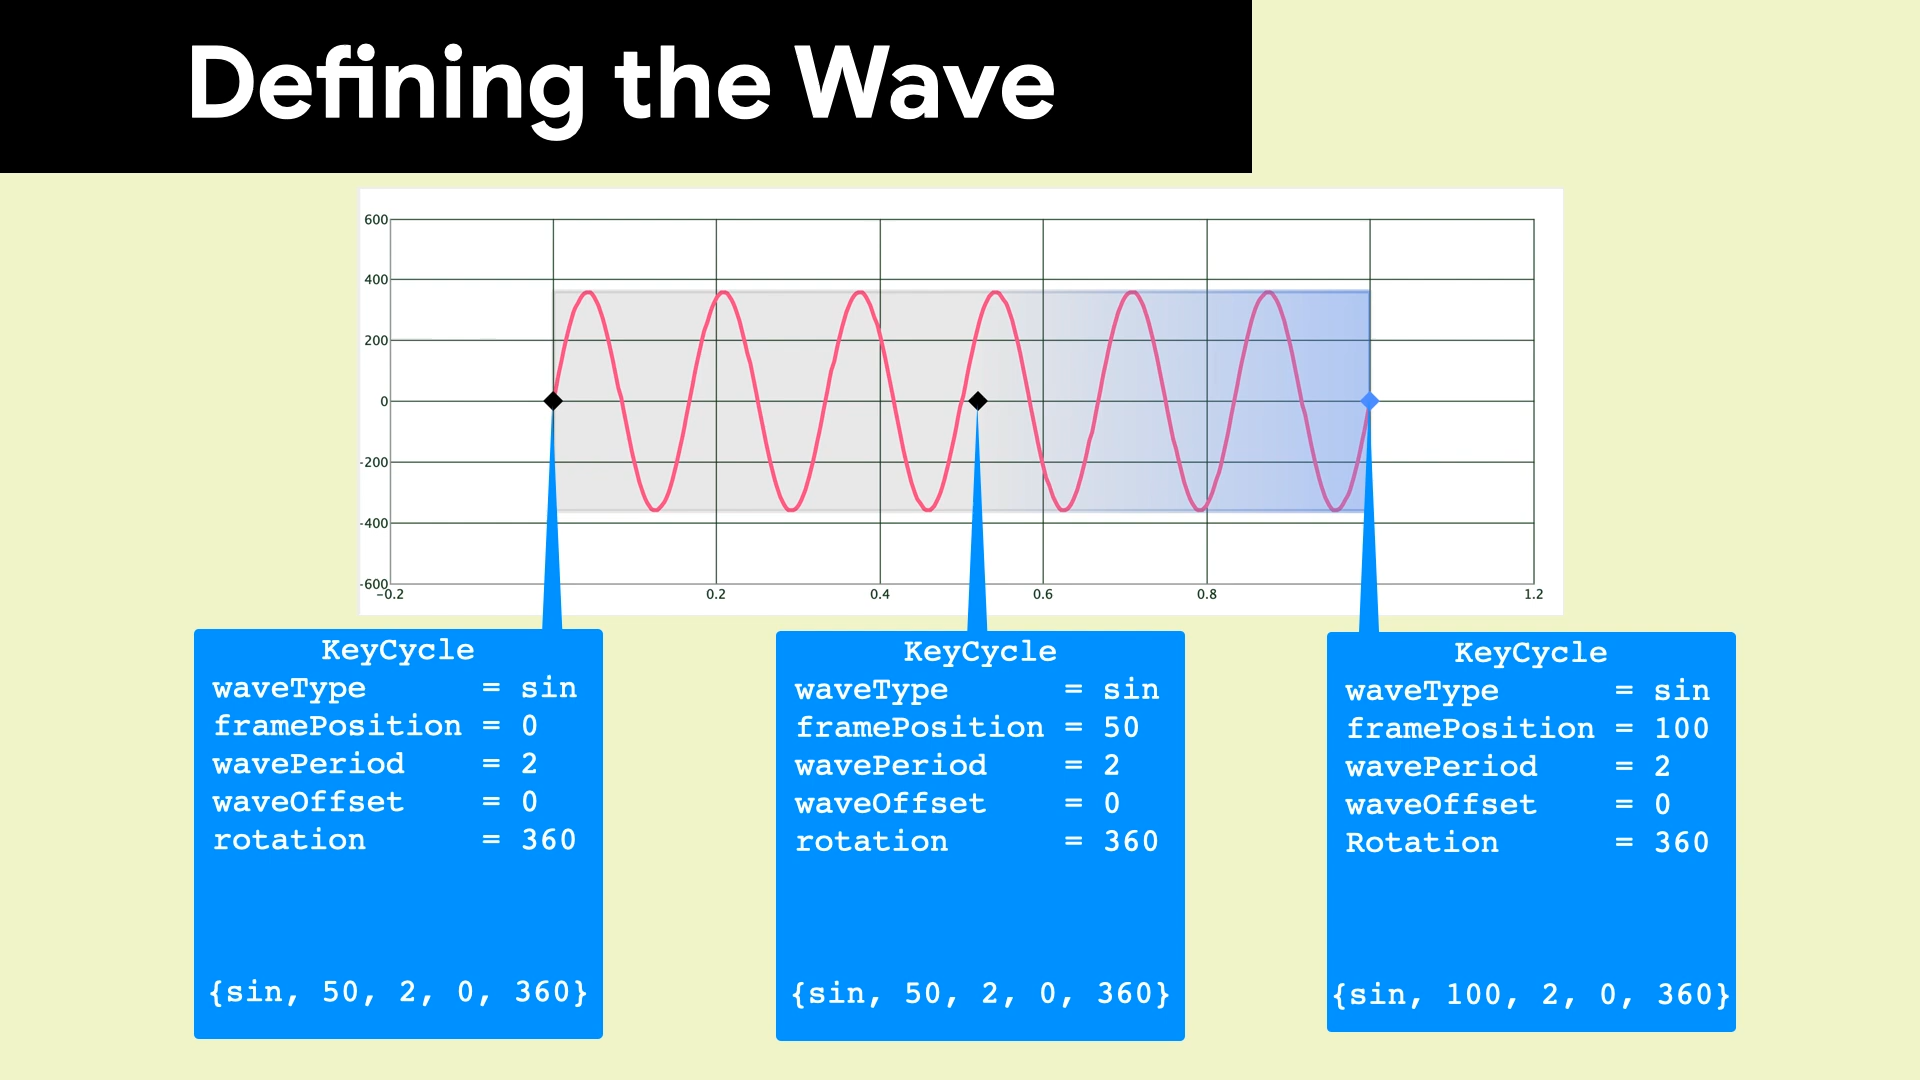 Defining the Wave
600
400
200
0
-200
-400
-600
-0.2 0.2 0.4 0.6 0.8 1.2
KeyCycle
waveType = sin
framePosition = 0
wavePeriod = 2
waveOffset = 0
rotation = 360
{sin, 50, 2, 0, 360}
KeyCycle
waveType = sin
framePosition = 50
wavePeriod = 2
waveOffset = 0
rotation = 360
{sin, 50, 2, 0, 360}
KeyCycle
waveType = sin
framePosition = 100
wavePeriod = 2
waveOffset = 0
Rotation = 360
{sin, 100, 2, 0, 360}